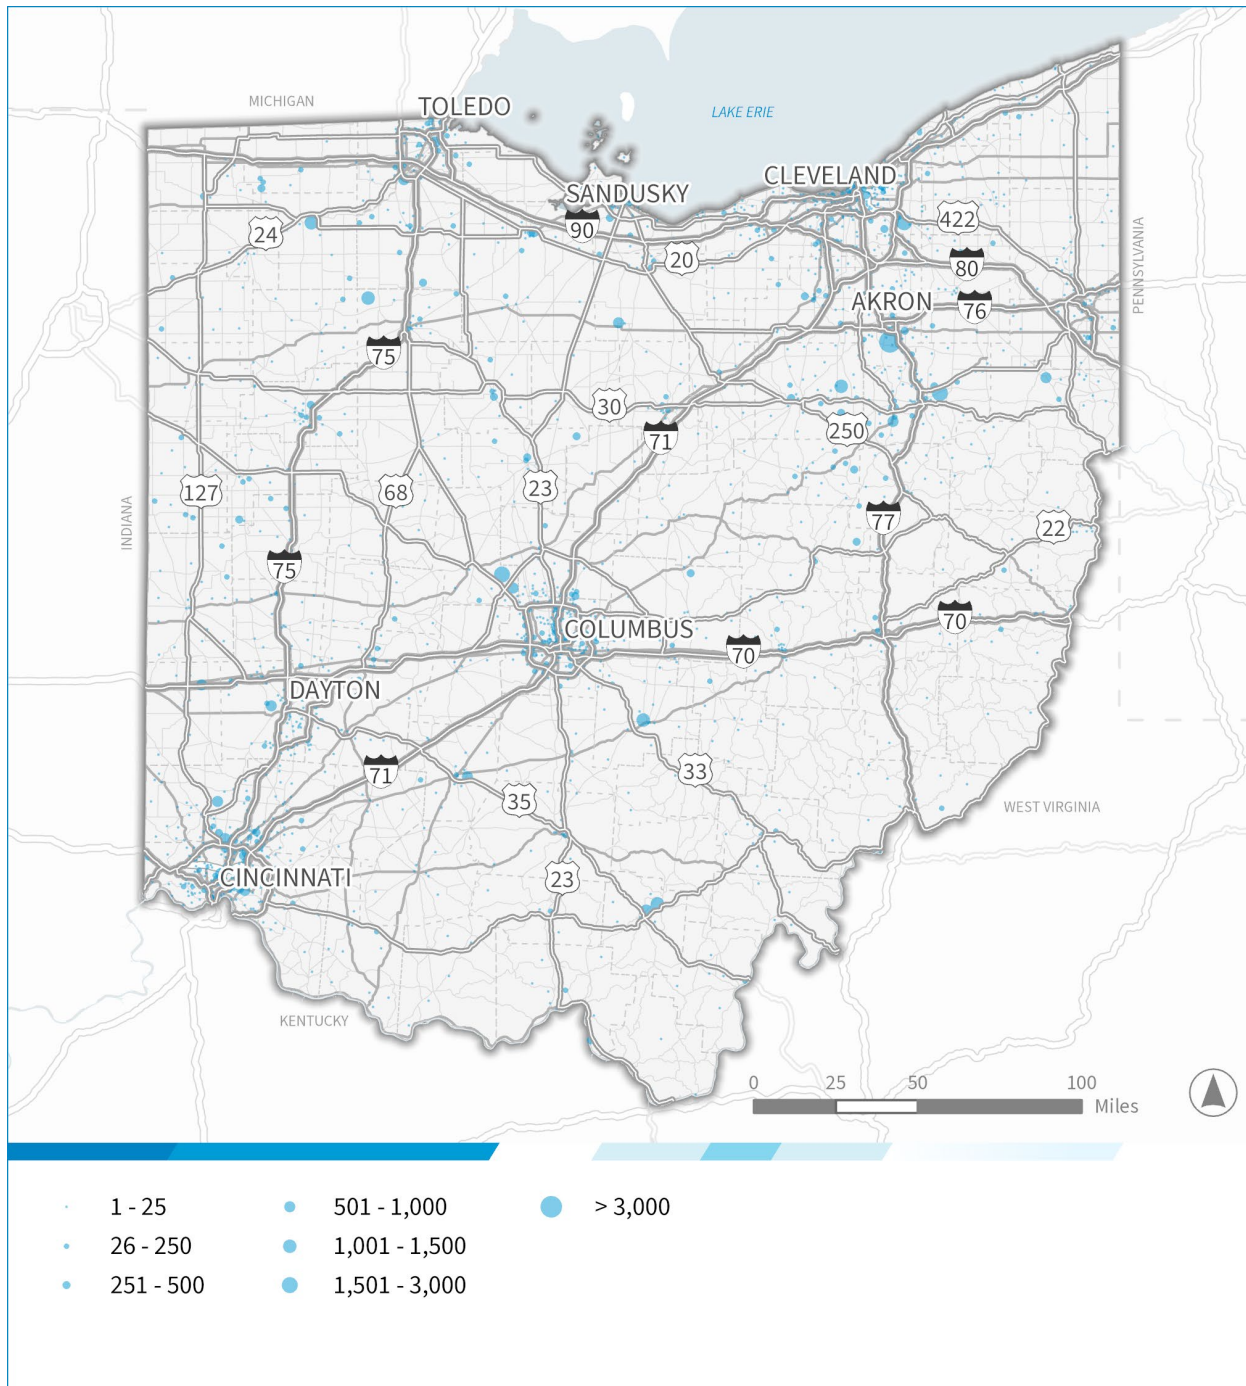 MICHIGAN
TOLEDO
LAKE ERIE
CLEVELAND
SANDUSKY
90
422
24
20
80
PENNSYLVANIA
AKRON
76
75
30
71
250
127
68
23
77
22
INDIANA
75
70
COLUMBUS
70
DAYTON
71
33
35
WEST VIRGINIA
CINCINNATI
23
KENTUCKY
0 25 50 100
Miles
1 - 25
501 - 1,000
> 3,000
26 - 250
1,001 - 1,500
251 - 500
1,501 - 3,000